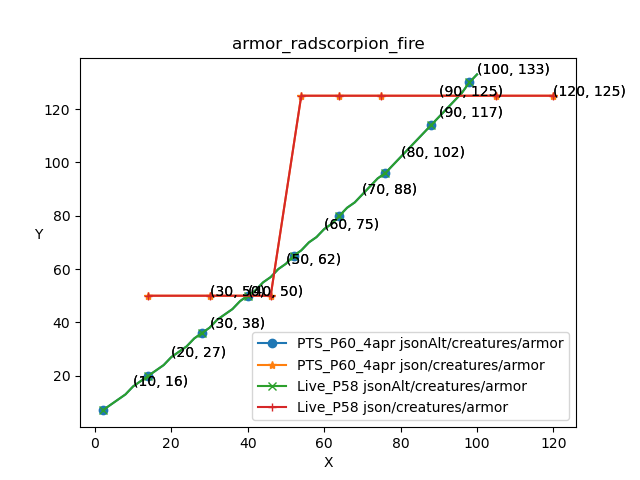 armor_radscorpion_fire
(100, 133)
(90, 125)
(120, 125)
(90, 117)
(80, 102)
(70, 88)
(60, 75)
(50, 62)
(30, 50)
(40, 50)
(30, 38)
(20, 27)
(10, 16)
120
100
80
60
40
20
Y
0 20 40 60 80 100 120
X
PTS_P60_4apr jsonAlt/creatures/armor
PTS_P60_4apr json/creatures/armor
Live_P58 jsonAlt/creatures/armor
Live_P58 json/creatures/armor